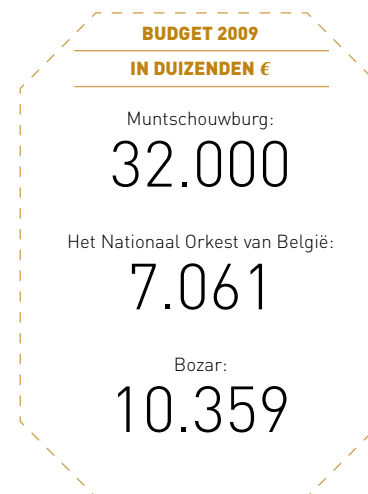 BUDGET 2009
IN DUIZENDEN €
Muntschouwburg:
32.000
Het Nationaal Orkest van België:
7.061
Bozar:
10.359